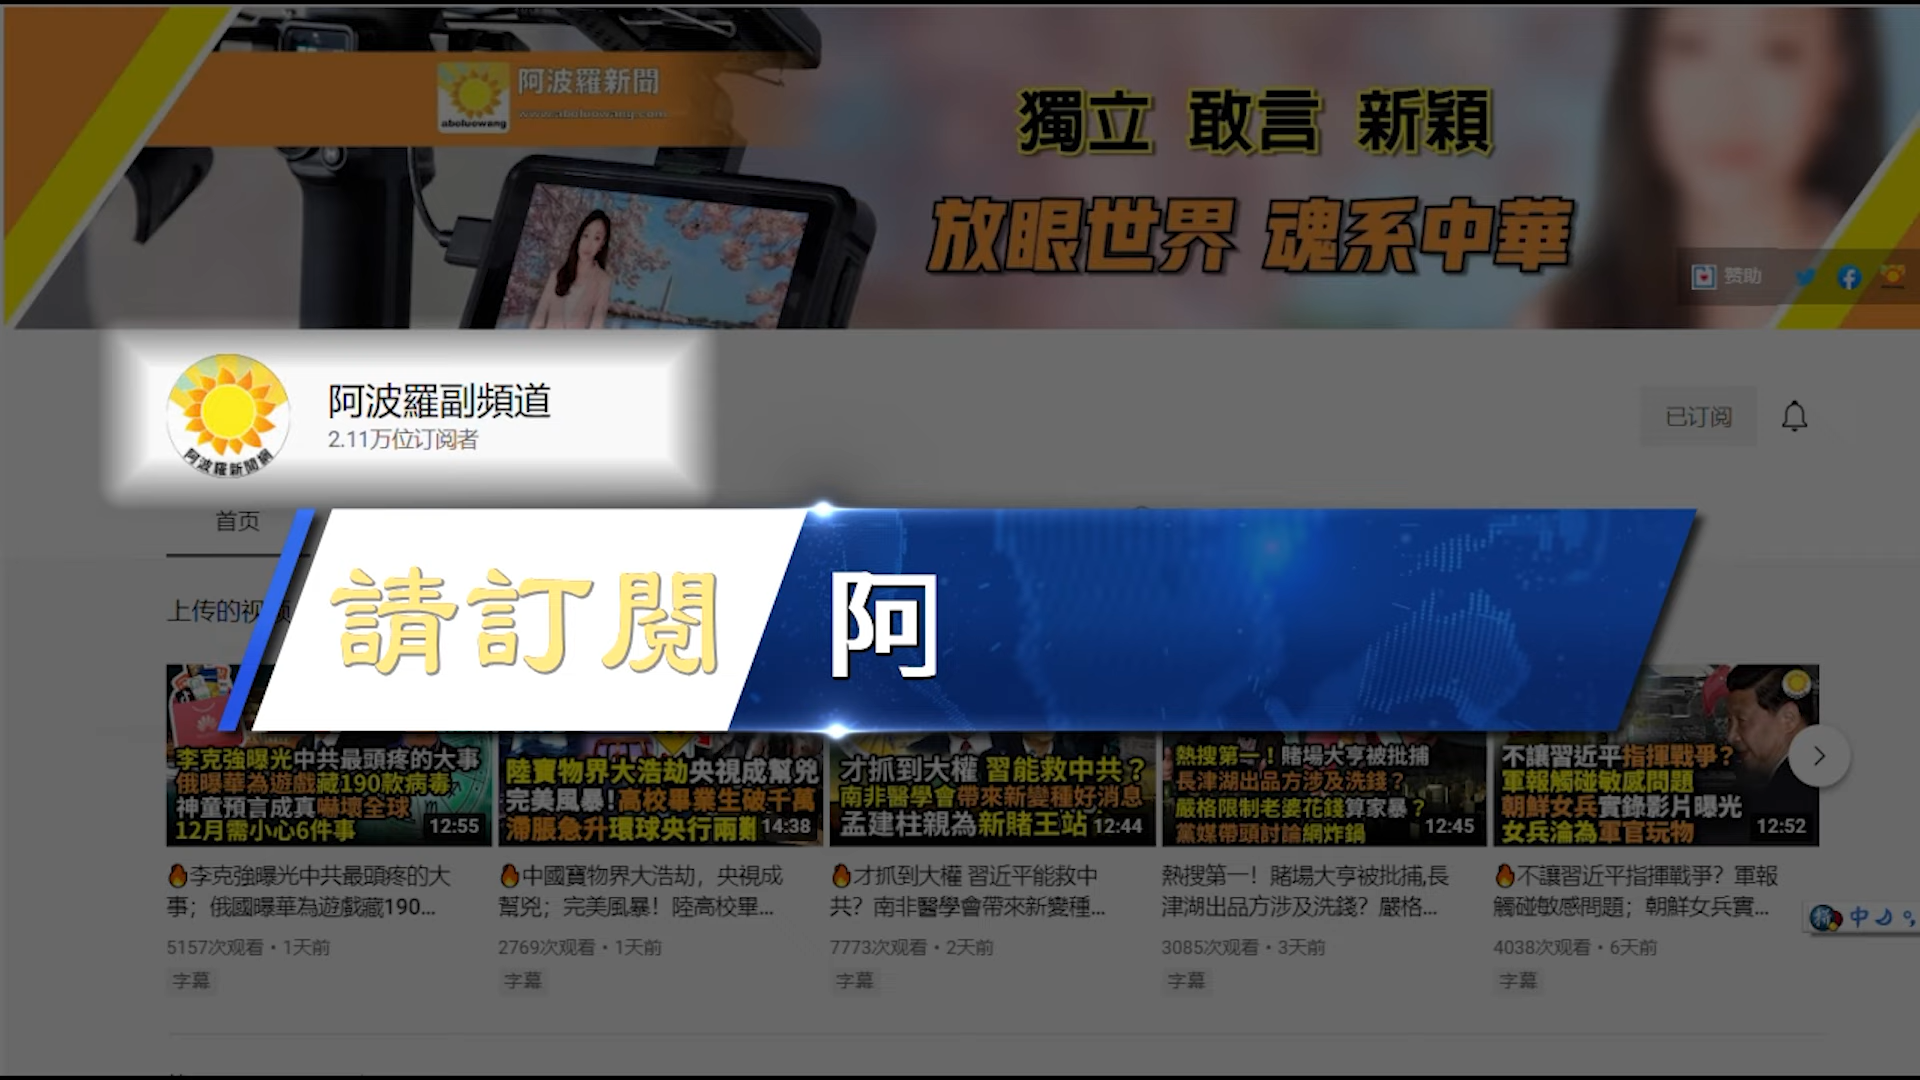 阿波羅新聞
www.aboluowang.com
aboluowang
獨立 敢言 新穎
放眼世界 魂系中華
赞助
阿波羅新聞網
阿波羅副頻道
2.11万位订阅者
已订阅
首页
請訂閱
阿
上传的视频
李克強曝光中共最頭疼的大事
俄曝華為遊戲藏190款病毒
神童預言成真嚇壞全球
12月需小心6件事
12:55
陸寶物界大浩劫央視成幫兇
完美風暴！高校畢業生破千萬
滯脹急升環球央行兩難
14:38
才抓到大權 習能救中共？
南非醫學會帶來新變種好消息
孟建柱親為新賭王站
12:44
熱搜第一！賭場大亨被批捕
長津湖出品方涉及洗錢？
嚴格限制老婆花錢算家暴？
黨媒帶頭討論網炸鍋
12:45
不讓習近平指揮戰爭？
軍報觸碰敏感問題
朝鮮女兵實錄影片曝光
女兵淪為軍官玩物
12:52
李克強曝光中共最頭疼的大
事；俄國曝華為遊戲藏190...
5157次观看・1天前
字幕
中國寶物界大浩劫，央視成
幫兇；完美風暴！陸高校畢...
2769次观看・1天前
字幕
才抓到大權 習近平能救中
共？南非醫學會帶來新變種...
7773次观看・2天前
字幕
熱搜第一！賭場大亨被批捕,長
津湖出品方涉及洗錢？嚴格...
3085次观看・3天前
字幕
不讓習近平指揮戰爭？軍報
觸碰敏感問題；朝鮮女兵實...
4038次观看・6天前
字幕
中